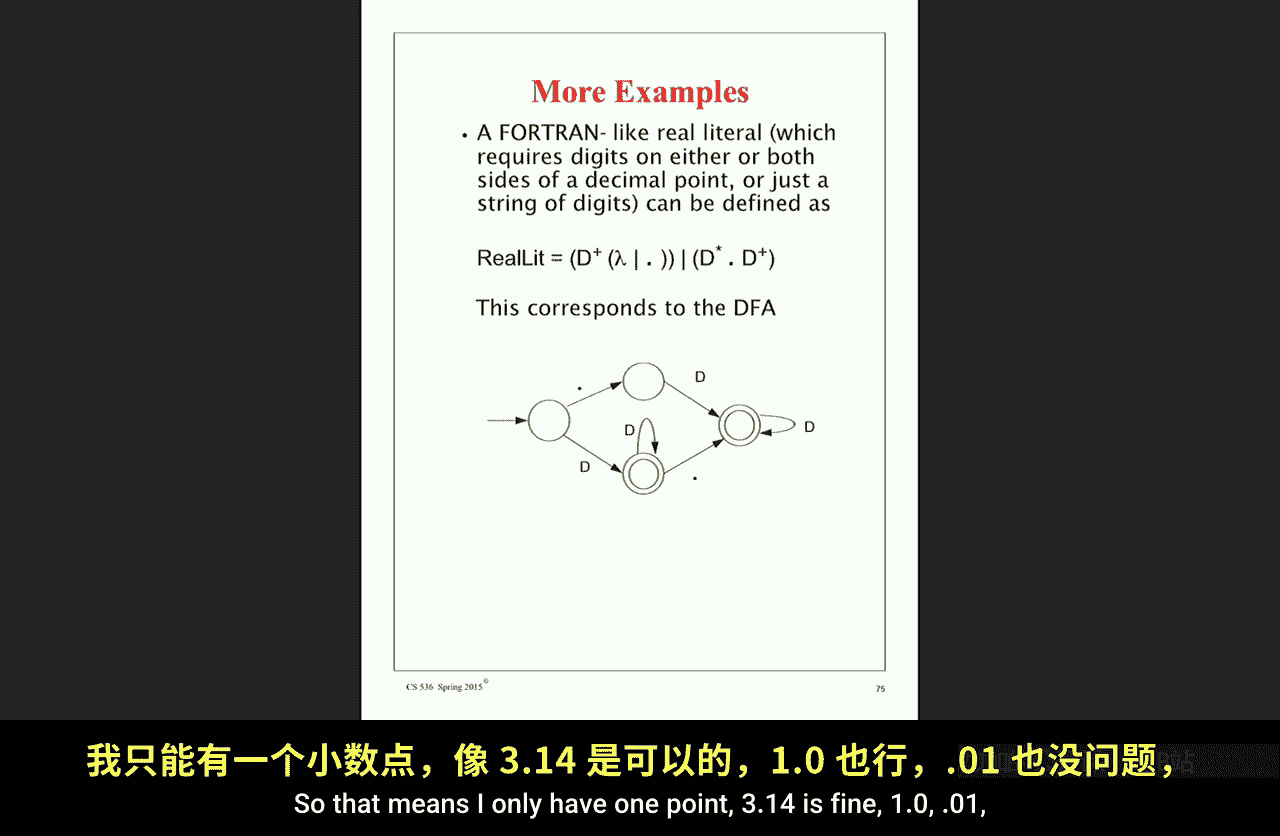 More Examples
• A FORTRAN- like real literal (which
requires digits on either or both
sides of a decimal point, or just a
string of digits) can be defined as
RealLit = (D⁺ (λ | . )) | (D* . D⁺)
This corresponds to the DFA
.
D
D
D
D
.
CS 536 Spring 2015©
75
我只能有一个小数点，像 3.14 是可以的，1.0 也行，.01 也没问题，
So that means I only have one point, 3.14 is fine, 1.0, .01,